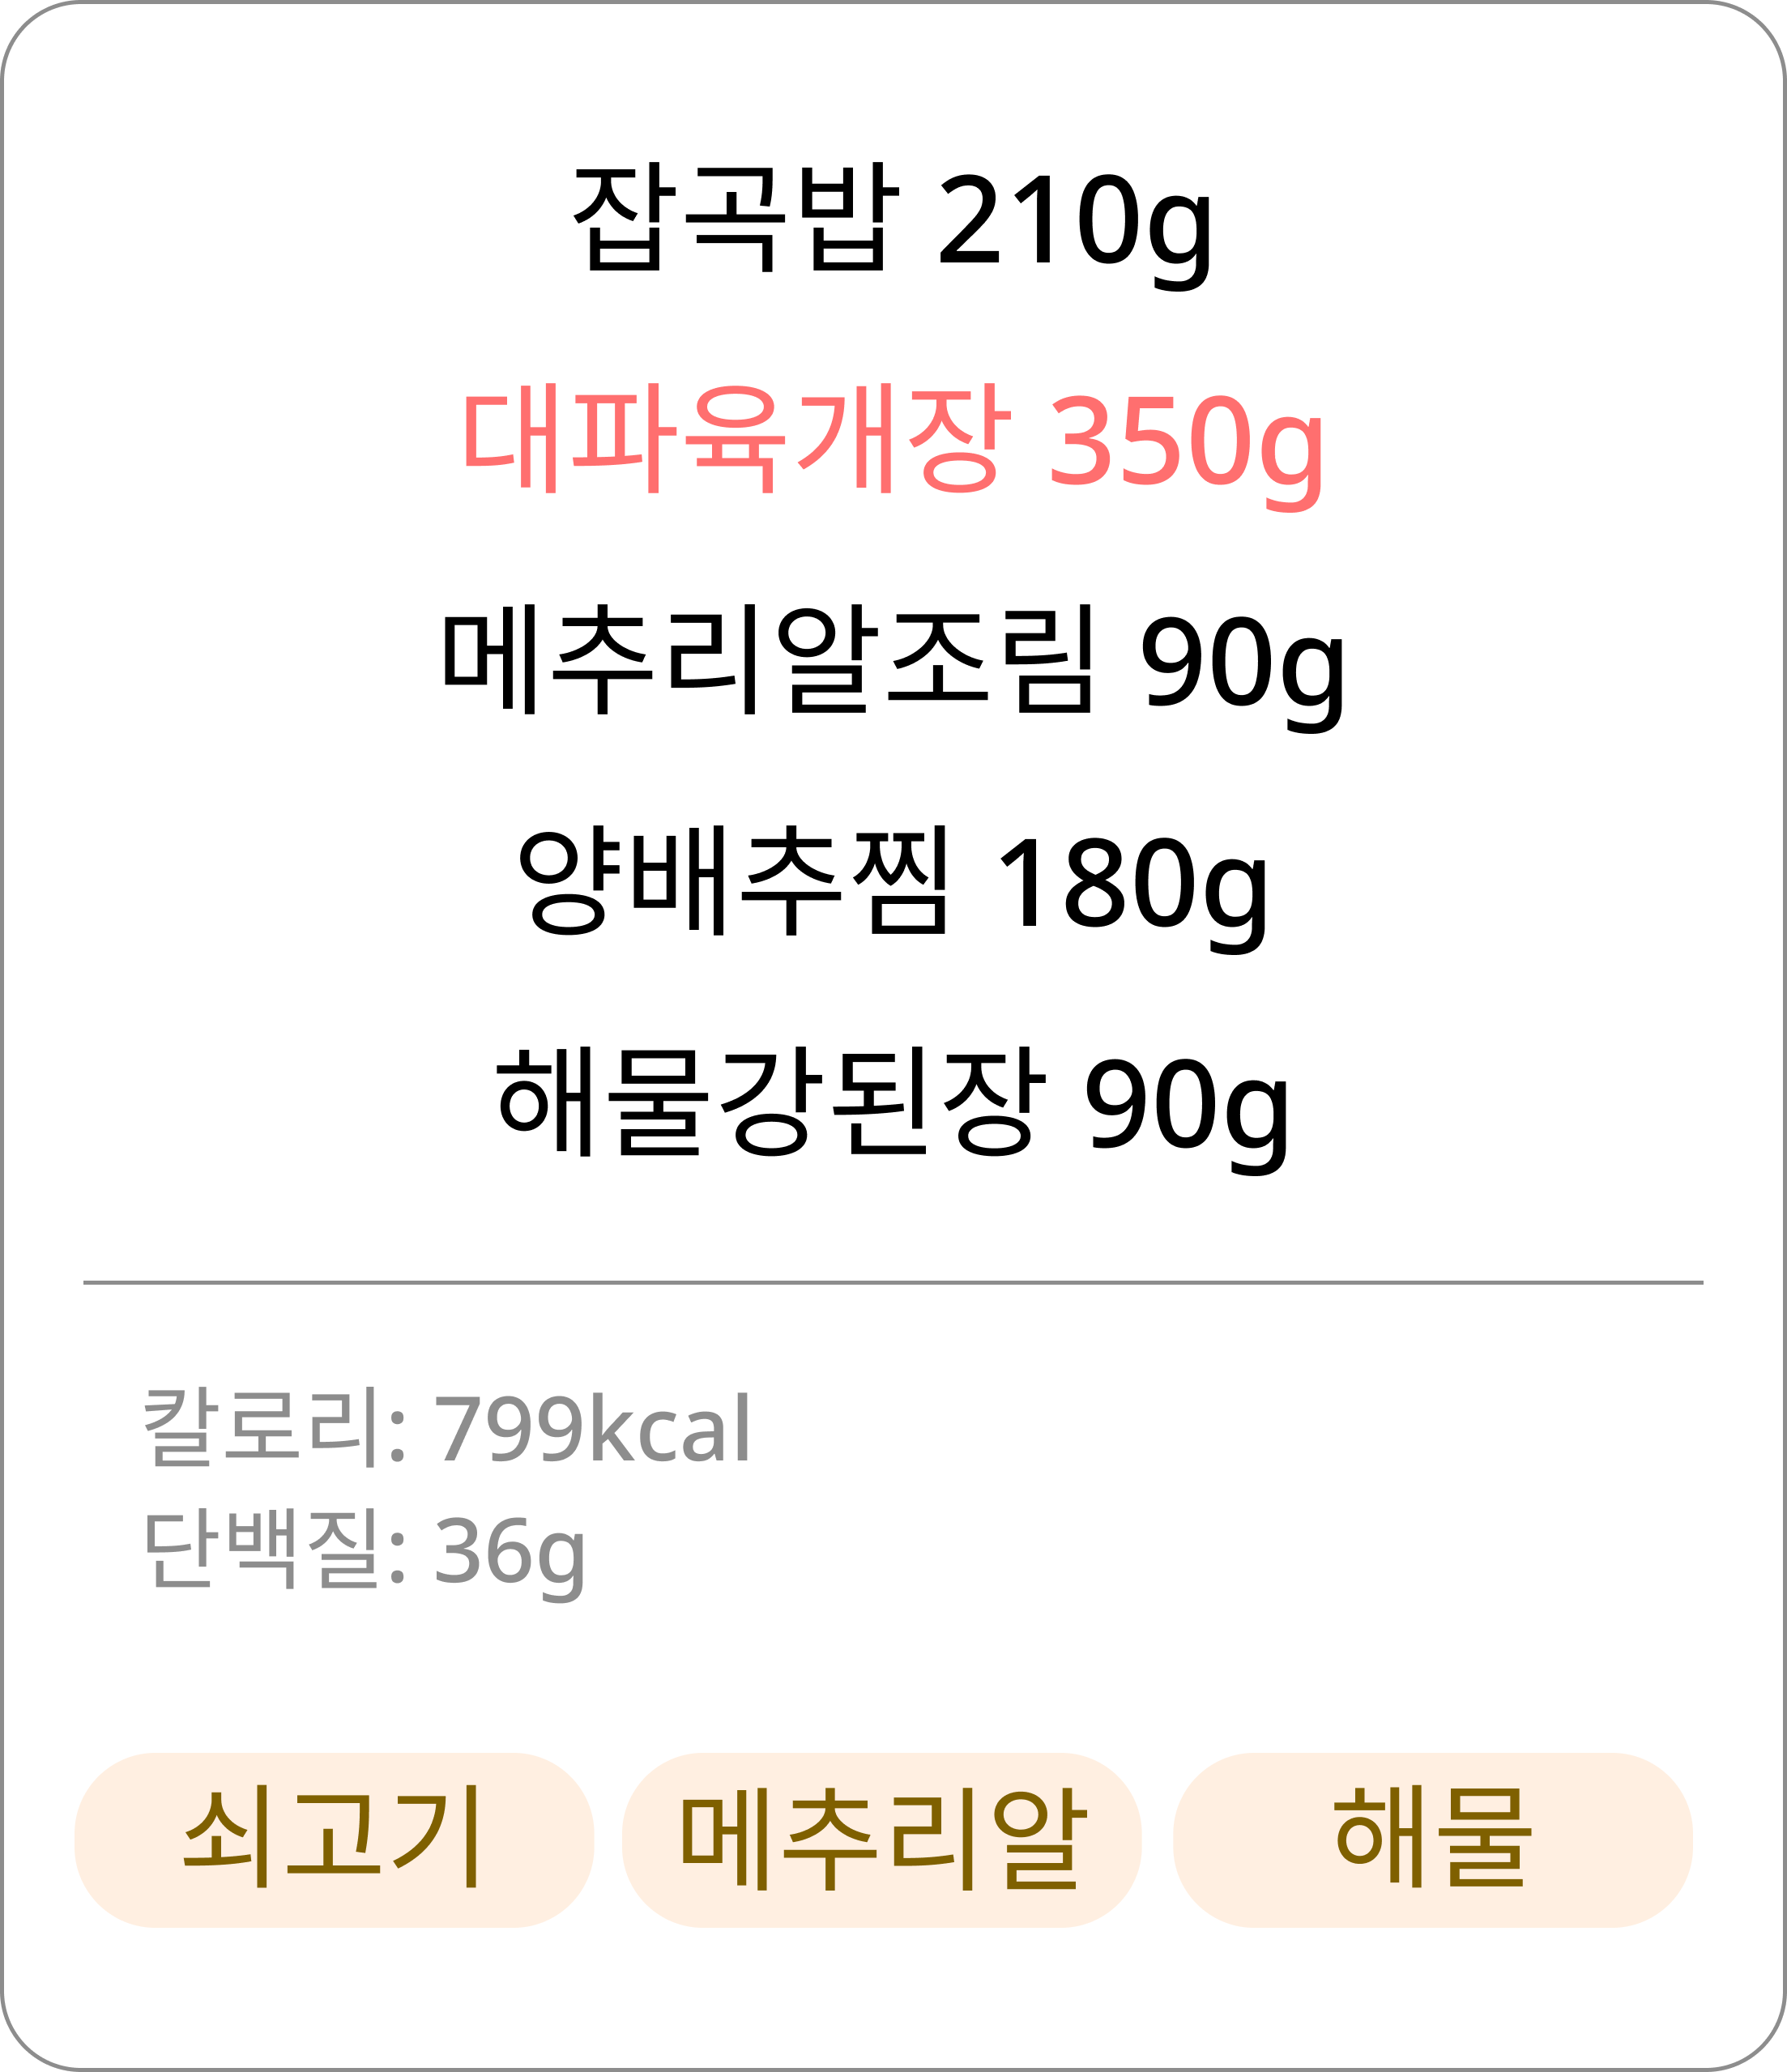 잡곡밥 210g
대파육개장 350g
메추리알조림 90g
양배추찜 180g
해물강된장 90g
칼로리: 799kcal
단백질: 36g
쇠고기 메추리알 해물